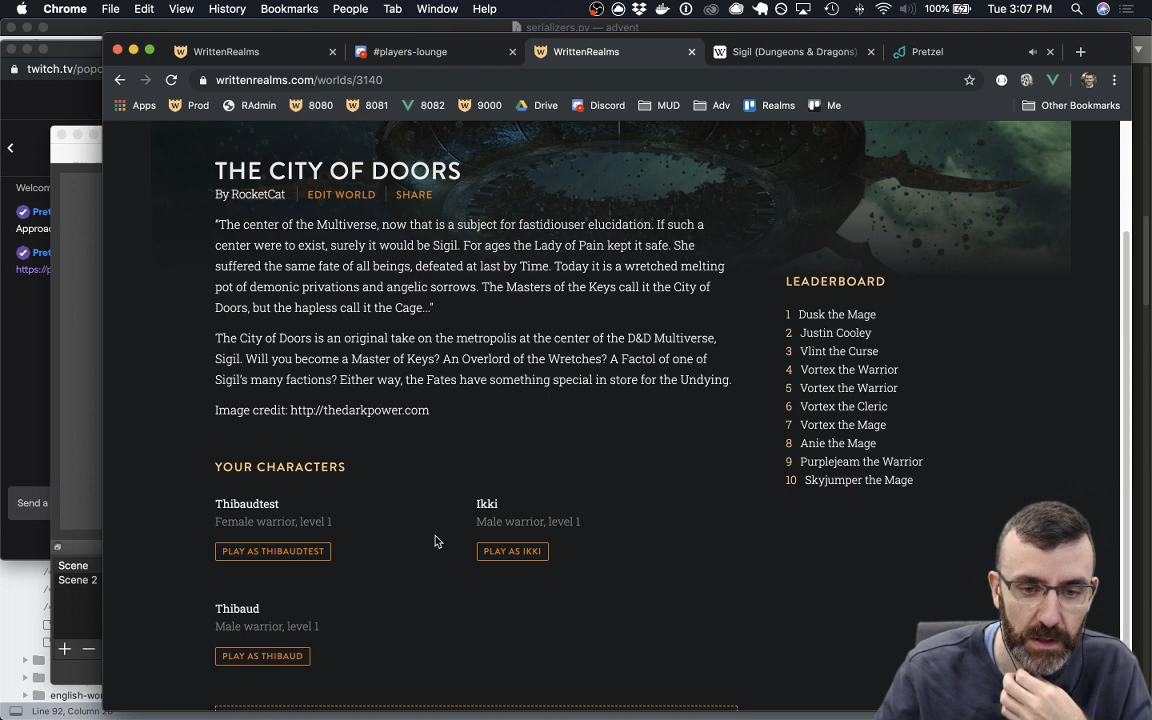 Chrome File Edit View History Bookmarks People Tab Window Help 100% Tue 3:07 PM
serializers.py — advent
WrittenRealms #players-lounge WrittenRealms Sigil (Dungeons & Dragons) Pretzel
twitch.tv/popc
writtenrealms.com/worlds/3140
Apps Prod RAdmin 8080 8081 8082 9000 Drive Discord MUD Adv Realms Me Other Bookmarks
THE CITY OF DOORS
By RocketCat EDIT WORLD SHARE
"The center of the Multiverse, now that is a subject for fastidiouser elucidation. If such a
center were to exist, surely it would be Sigil. For ages the Lady of Pain kept it safe. She
suffered the same fate of all beings, defeated at last by Time. Today it is a wretched melting
pot of demonic privations and angelic sorrows. The Masters of the Keys call it the City of
Doors, but the hapless call it the Cage..."
The City of Doors is an original take on the metropolis at the center of the D&D Multiverse,
Sigil. Will you become a Master of Keys? An Overlord of the Wretches? A Factol of one of
Sigil's many factions? Either way, the Fates have something special in store for the Undying.
Image credit: http://thedarkpower.com
YOUR CHARACTERS
Thibaudtest
Female warrior, level 1
PLAY AS THIBAUDTEST
Ikki
Male warrior, level 1
PLAY AS IKKI
Thibaud
Male warrior, level 1
PLAY AS THIBAUD
LEADERBOARD
1 Dusk the Mage
2 Justin Cooley
3 Vlint the Curse
4 Vortex the Warrior
5 Vortex the Warrior
6 Vortex the Cleric
7 Vortex the Mage
8 Anie the Mage
9 Purplejeam the Warrior
10 Skyjumper the Mage
Welcom
Pret
Approac
Pret
https://p
Send a
Scene
Scene 2
english-wor
Line 92, Column